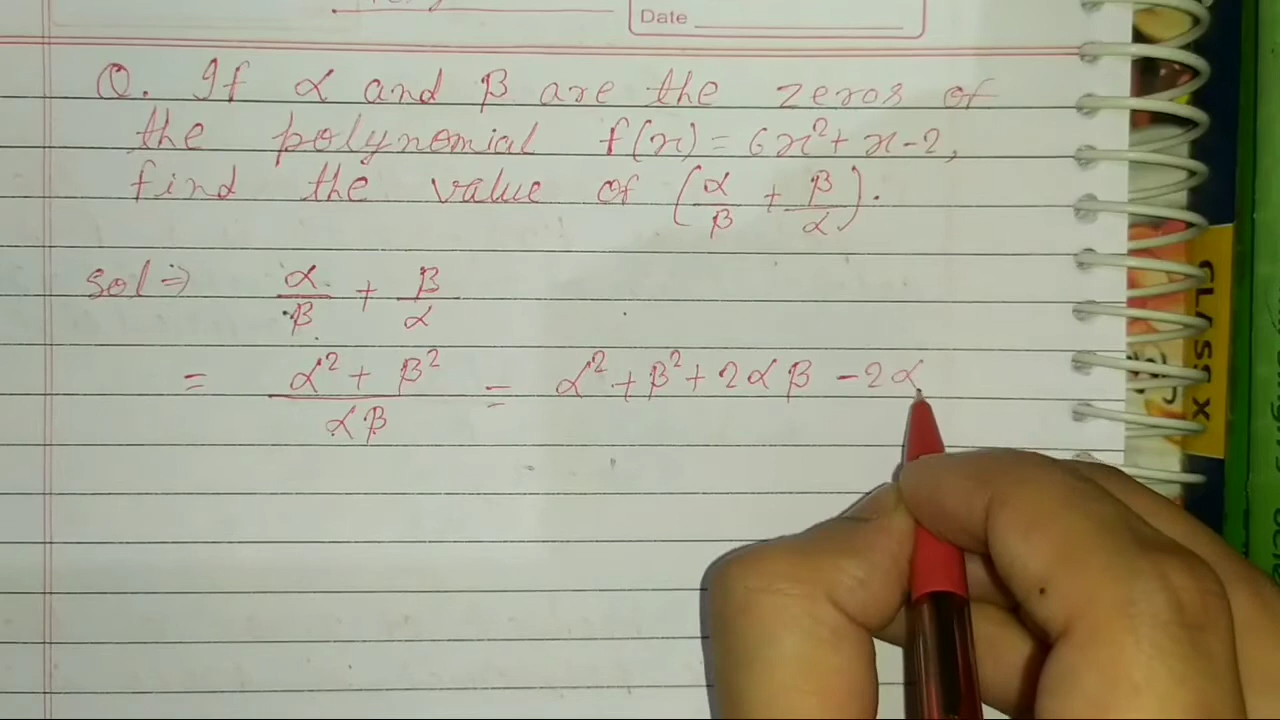 Date
Q. If α and β are the zeros of
the polynomial f(x) = 6x² + x - 2,
find the value of (α/β + β/α).
Sol ⇒ α/β + β/α
= α² + β² / αβ = α² + β² + 2αβ - 2α
CLASS X